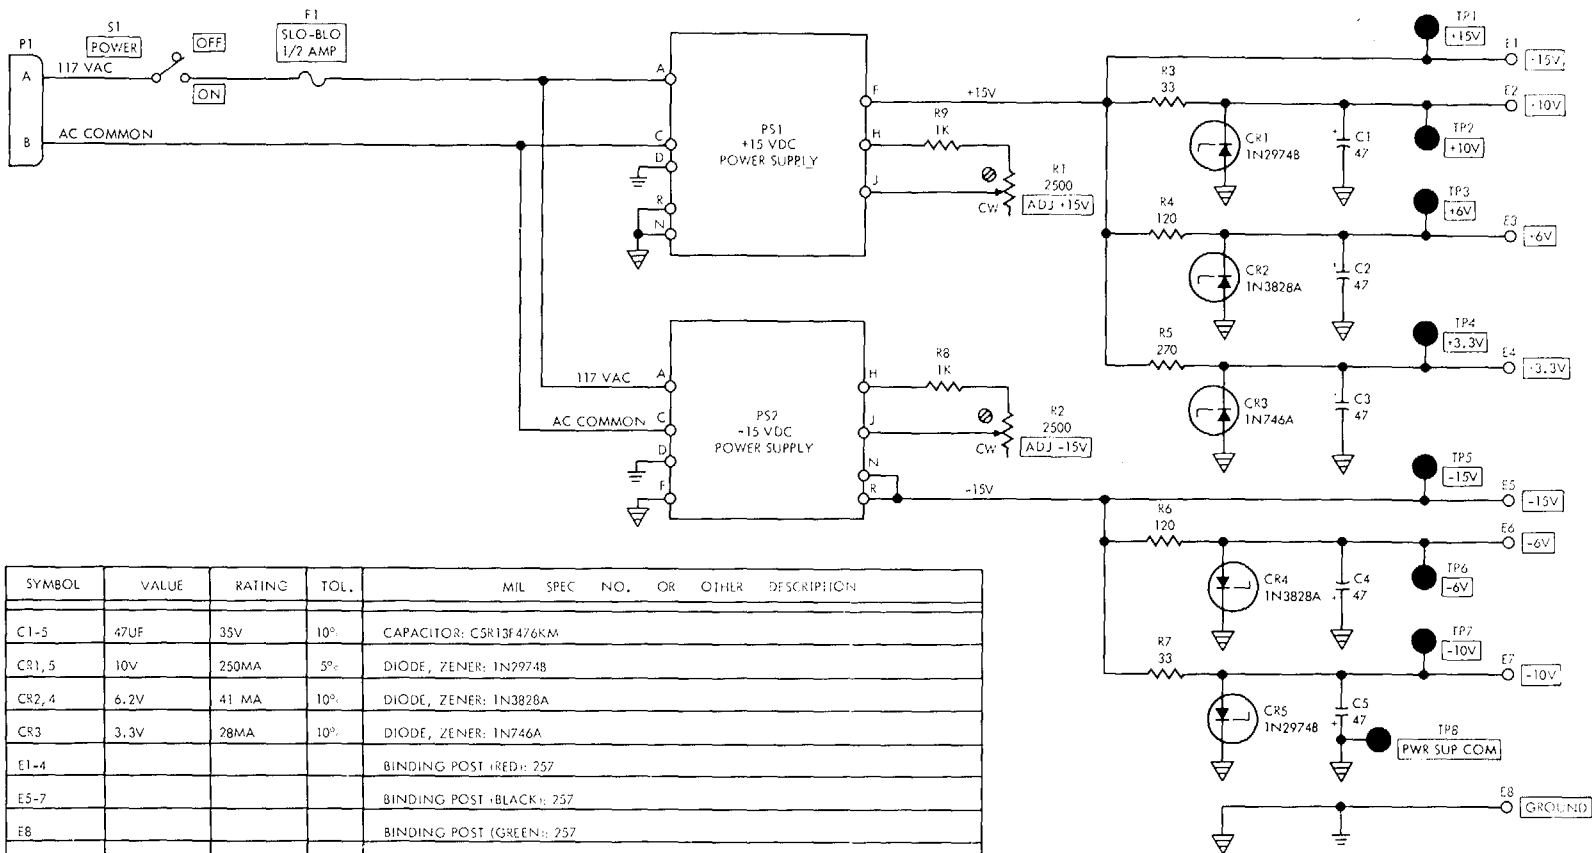 P1
A
B
117 VAC
AC COMMON
S1
POWER
OFF
ON
F1
SLO-BLO
1/2 AMP
A
C
D
R
N
PS1
+15 VDC
POWER SUPPLY
F
H
J
+15V
R9
1K
R1
2500
ADJ +15V
CW
117 VAC
AC COMMON
A
C
D
F
PS2
-15 VDC
POWER SUPPLY
H
J
N
R
R8
1K
R2
2500
ADJ -15V
CW
-15V
TP1
+15V
E1
+15V
R3
33
E2
+10V
CR1
1N2974B
+
C1
47
TP2
+10V
TP3
+6V
R4
120
E3
+6V
CR2
1N3828A
C2
47
R5
270
TP4
+3.3V
E4
+3.3V
CR3
1N746A
C3
47
TP5
-15V
E5
-15V
R6
120
E6
-6V
CR4
1N3828A
C4
47
TP6
-6V
R7
33
TP7
-10V
E7
-10V
CR5
1N2974B
C5
47
+
TP8
PWR SUP COM
E8
GROUND
SYMBOL VALUE RATING TOL. MIL SPEC NO. OR OTHER DESCRIPTION
C1-5 47UF 35V 10% CAPACITOR: CSR13F476KM
CR1,5 10V 250MA 5% DIODE, ZENER: 1N2974B
CR2,4 6.2V 41 MA 10% DIODE, ZENER: 1N3828A
CR3 3.3V 28MA 10% DIODE, ZENER: 1N746A
E1-4 BINDING POST (RED): 257
E5-7 BINDING POST (BLACK): 257
E8 BINDING POST (GREEN): 257